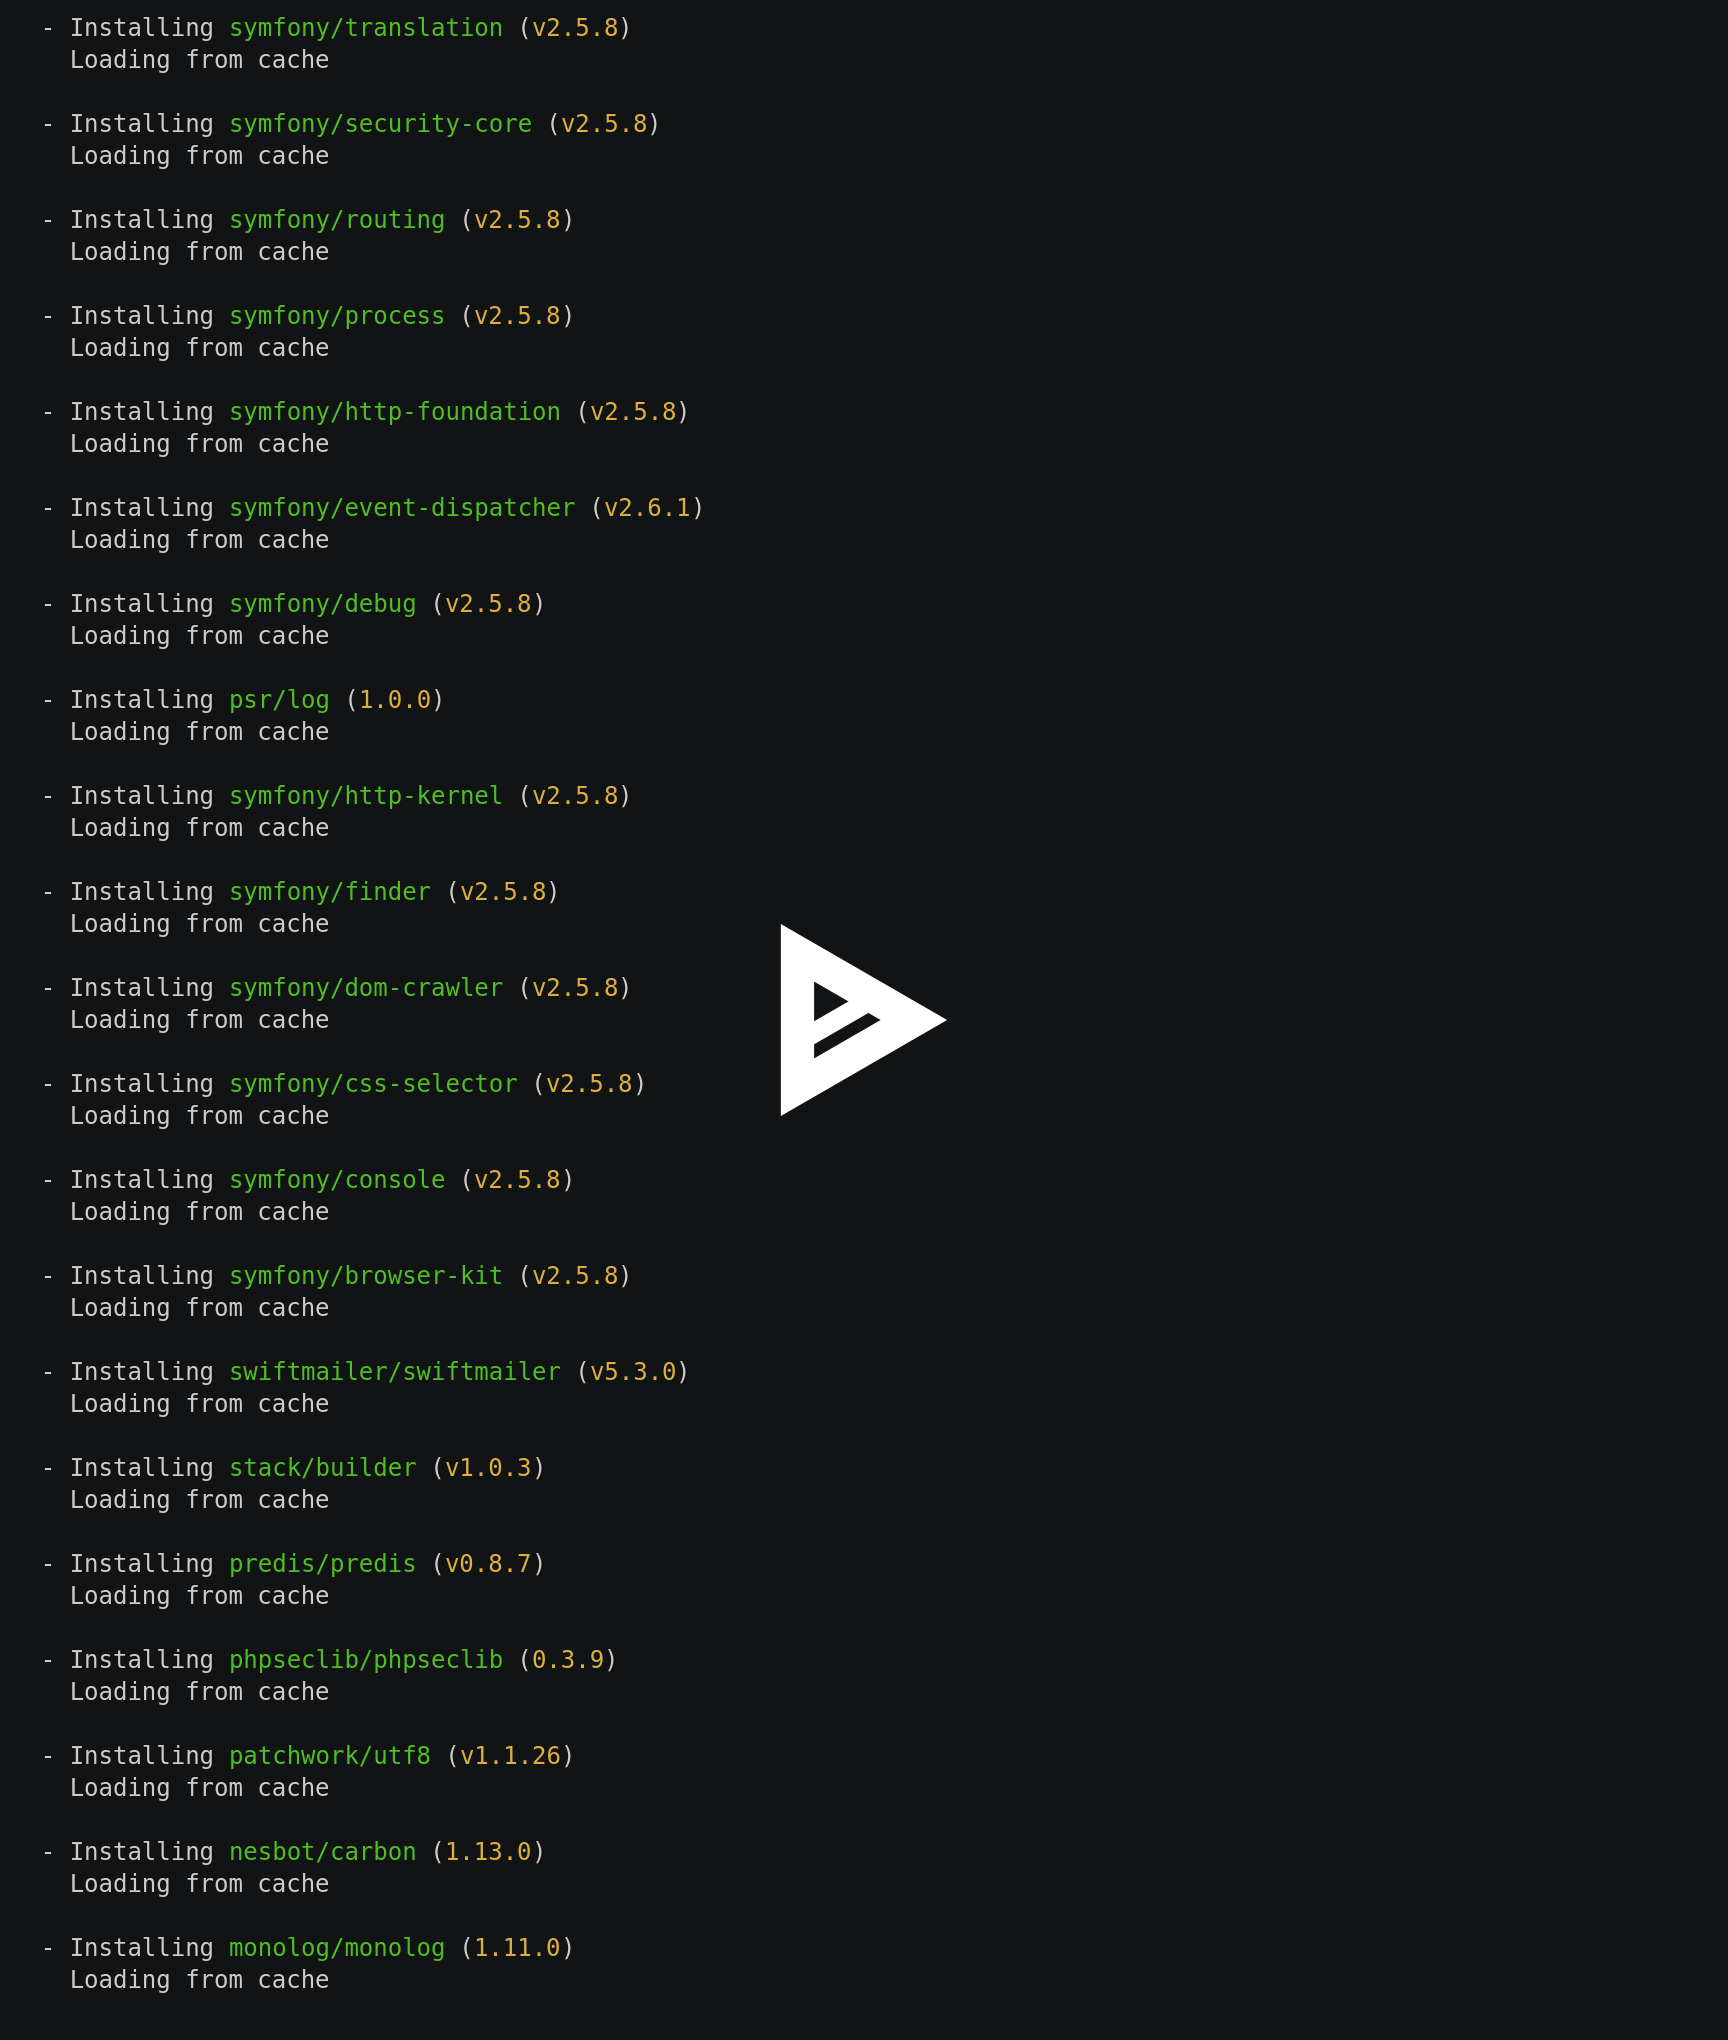 - Installing symfony/translation (v2.5.8)
Loading from cache
- Installing symfony/security-core (v2.5.8)
Loading from cache
- Installing symfony/routing (v2.5.8)
Loading from cache
- Installing symfony/process (v2.5.8)
Loading from cache
- Installing symfony/http-foundation (v2.5.8)
Loading from cache
- Installing symfony/event-dispatcher (v2.6.1)
Loading from cache
- Installing symfony/debug (v2.5.8)
Loading from cache
- Installing psr/log (1.0.0)
Loading from cache
- Installing symfony/http-kernel (v2.5.8)
Loading from cache
- Installing symfony/finder (v2.5.8)
Loading from cache
- Installing symfony/dom-crawler (v2.5.8)
Loading from cache
- Installing symfony/css-selector (v2.5.8)
Loading from cache
- Installing symfony/console (v2.5.8)
Loading from cache
- Installing symfony/browser-kit (v2.5.8)
Loading from cache
- Installing swiftmailer/swiftmailer (v5.3.0)
Loading from cache
- Installing stack/builder (v1.0.3)
Loading from cache
- Installing predis/predis (v0.8.7)
Loading from cache
- Installing phpseclib/phpseclib (0.3.9)
Loading from cache
- Installing patchwork/utf8 (v1.1.26)
Loading from cache
- Installing nesbot/carbon (1.13.0)
Loading from cache
- Installing monolog/monolog (1.11.0)
Loading from cache